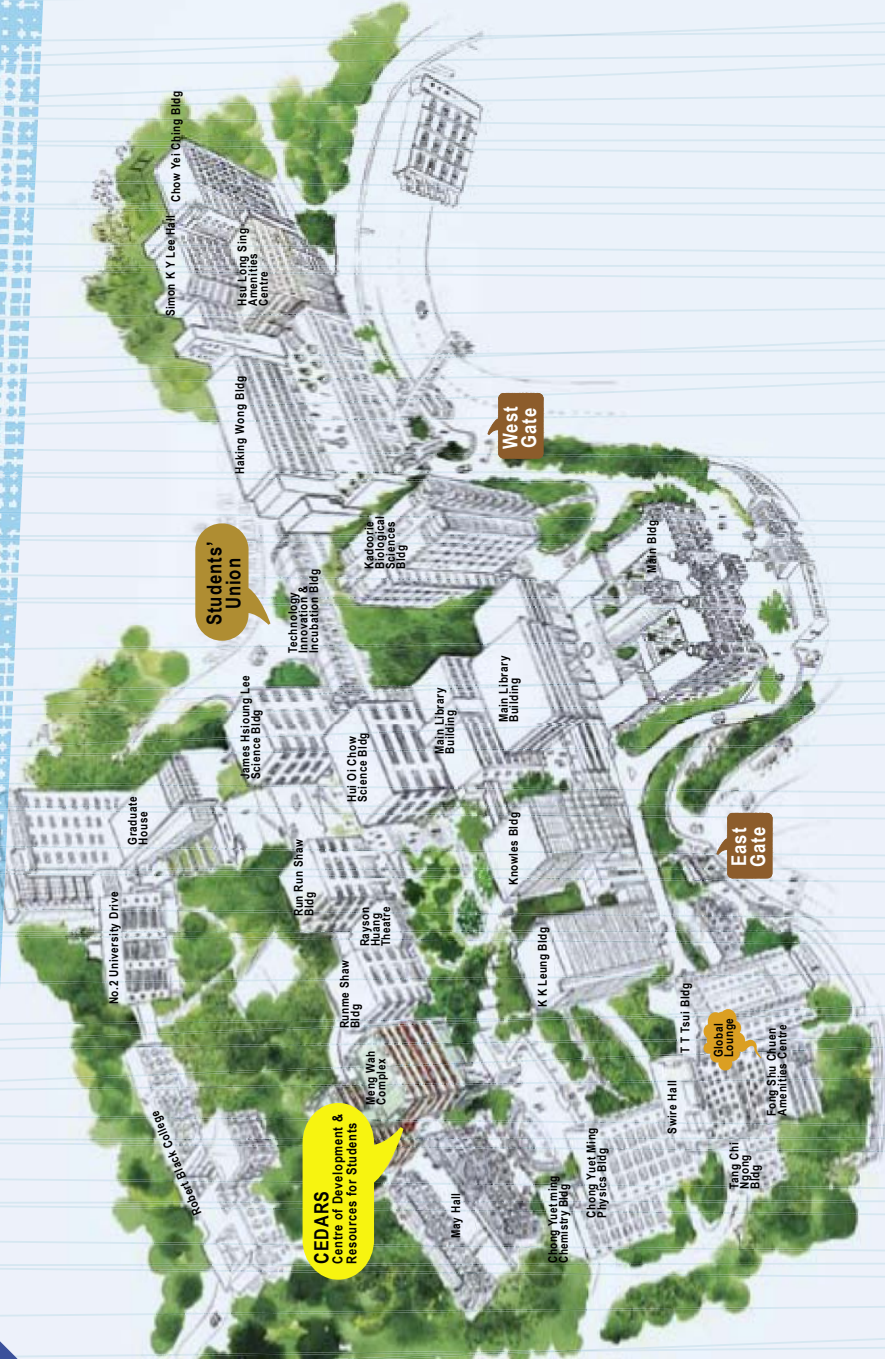 No.2 University Drive
Graduate
House
Simon K Y Lee Hall
Chow Yei Ching Bldg
Robert Black College
Students'
Union
Haking Wong Bldg
Hsu Long Sing
Amenities
Centre
James Hsioung Lee
Science Bldg
Technology
Innovation &
Incubation Bldg
Run Run Shaw
Bldg
CEDARS
Centre of Development &
Resources for Students
Runme Shaw
Bldg
Hui Oi Chow
Science Bldg
Rayson
Huang
Theatre
Meng Wah
Complex
Kadoorie
Biological
Sciences
Bldg
Main Library
Building
May Hall
Main Library
Building
Knowles Bldg
West
Gate
K K Leung Bldg
Chong Yuet ming
Chemistry Bldg
Chong Yuet Ming
Physics Bldg
Main Bldg
Swire Hall
T T Tsui Bldg
Global
Lounge
Tang Chi
Ngong
Bldg
East
Gate
Fong Shu Chuen
Amenities Centre